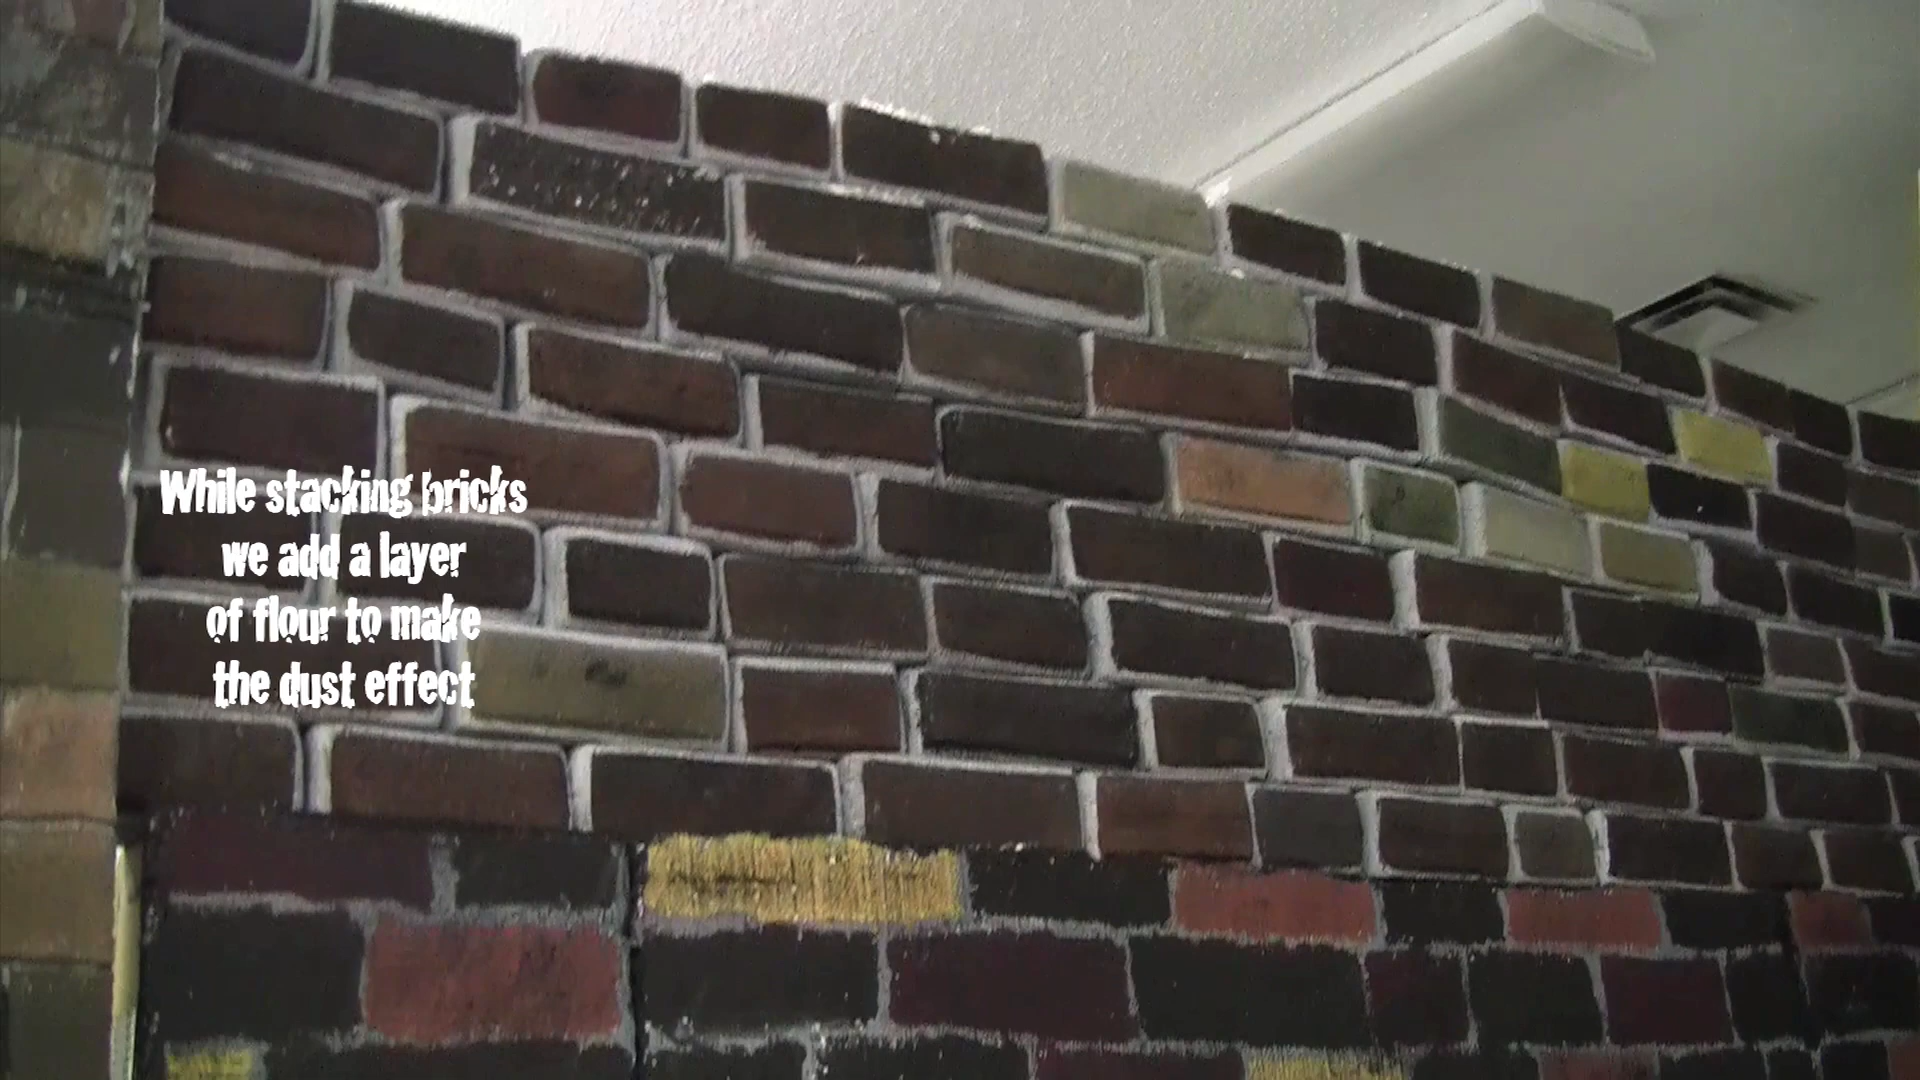 While stacking bricks
we add a layer
of flour to make
the dust effect